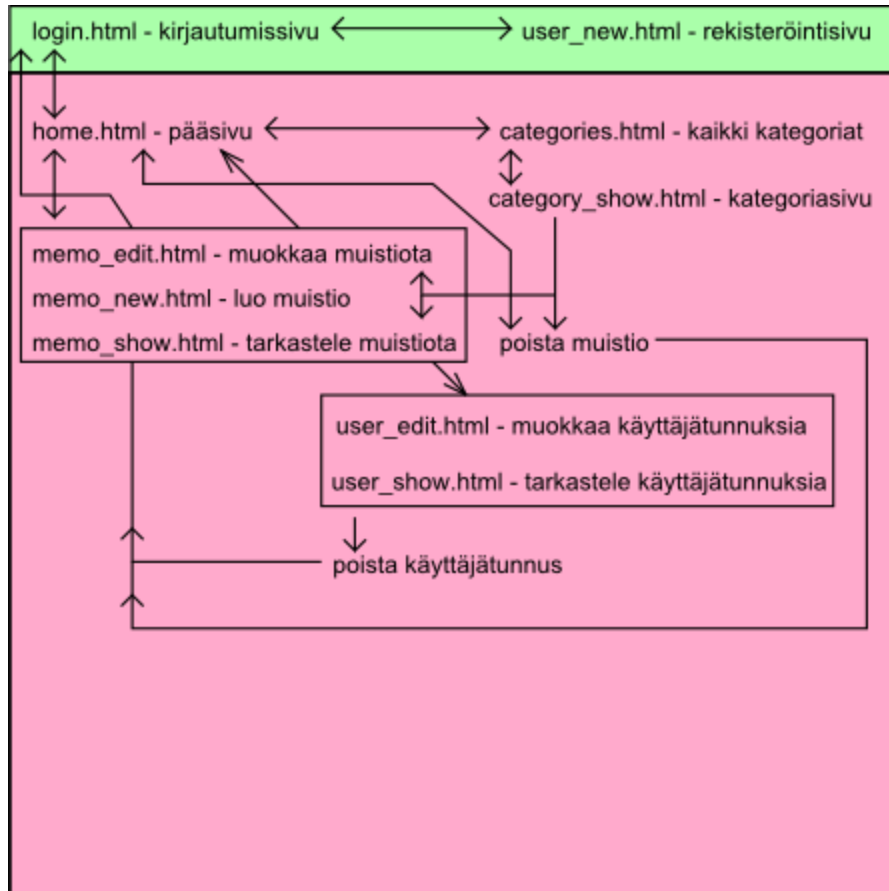 login.html - kirjautumissivu
user_new.html - rekisteröintisivu
home.html - pääsivu
categories.html - kaikki kategoriat
category_show.html - kategoriasivu
memo_edit.html - muokkaa muistiota
memo_new.html - luo muistio
memo_show.html - tarkastele muistiota
poista muistio
user_edit.html - muokkaa käyttäjätunnuksia
user_show.html - tarkastele käyttäjätunnuksia
poista käyttäjätunnus